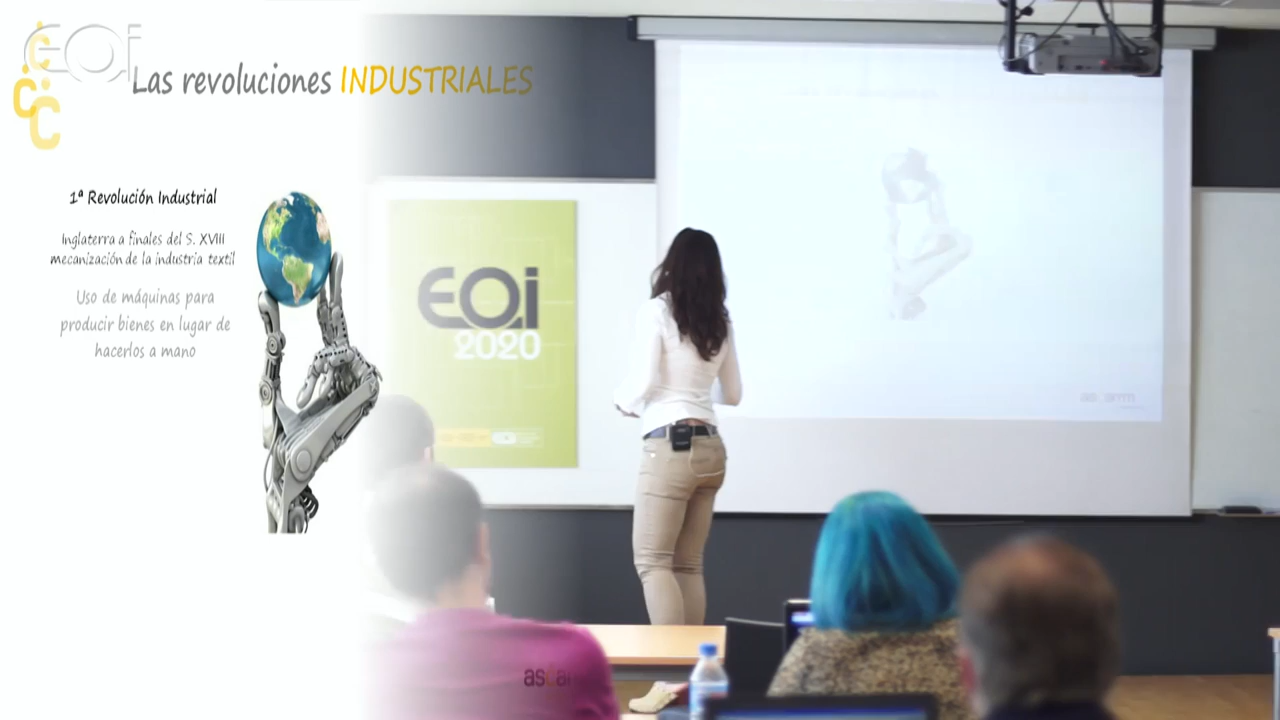 EOi
Las revoluciones INDUSTRIALES
1ª Revolución Industrial
Inglaterra a finales del S. XVIII
mecanización de la industria textil
Uso de máquinas para
producir bienes en lugar de
hacerlos a mano
EOi
2020
ascamm